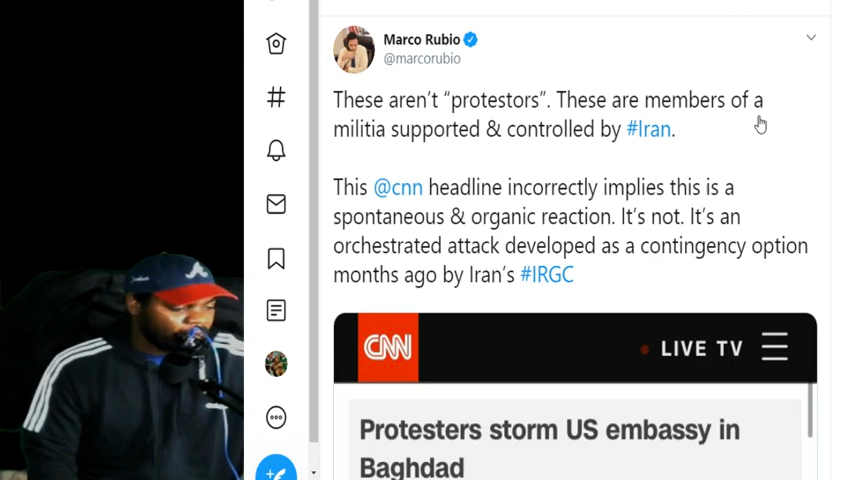 Marco Rubio
@marcorubio
These aren't “protestors”. These are members of a
militia supported & controlled by #Iran.
This @cnn headline incorrectly implies this is a
spontaneous & organic reaction. It's not. It's an
orchestrated attack developed as a contingency option
months ago by Iran's #IRGC
CNN
LIVE TV
Protesters storm US embassy in
Baghdad